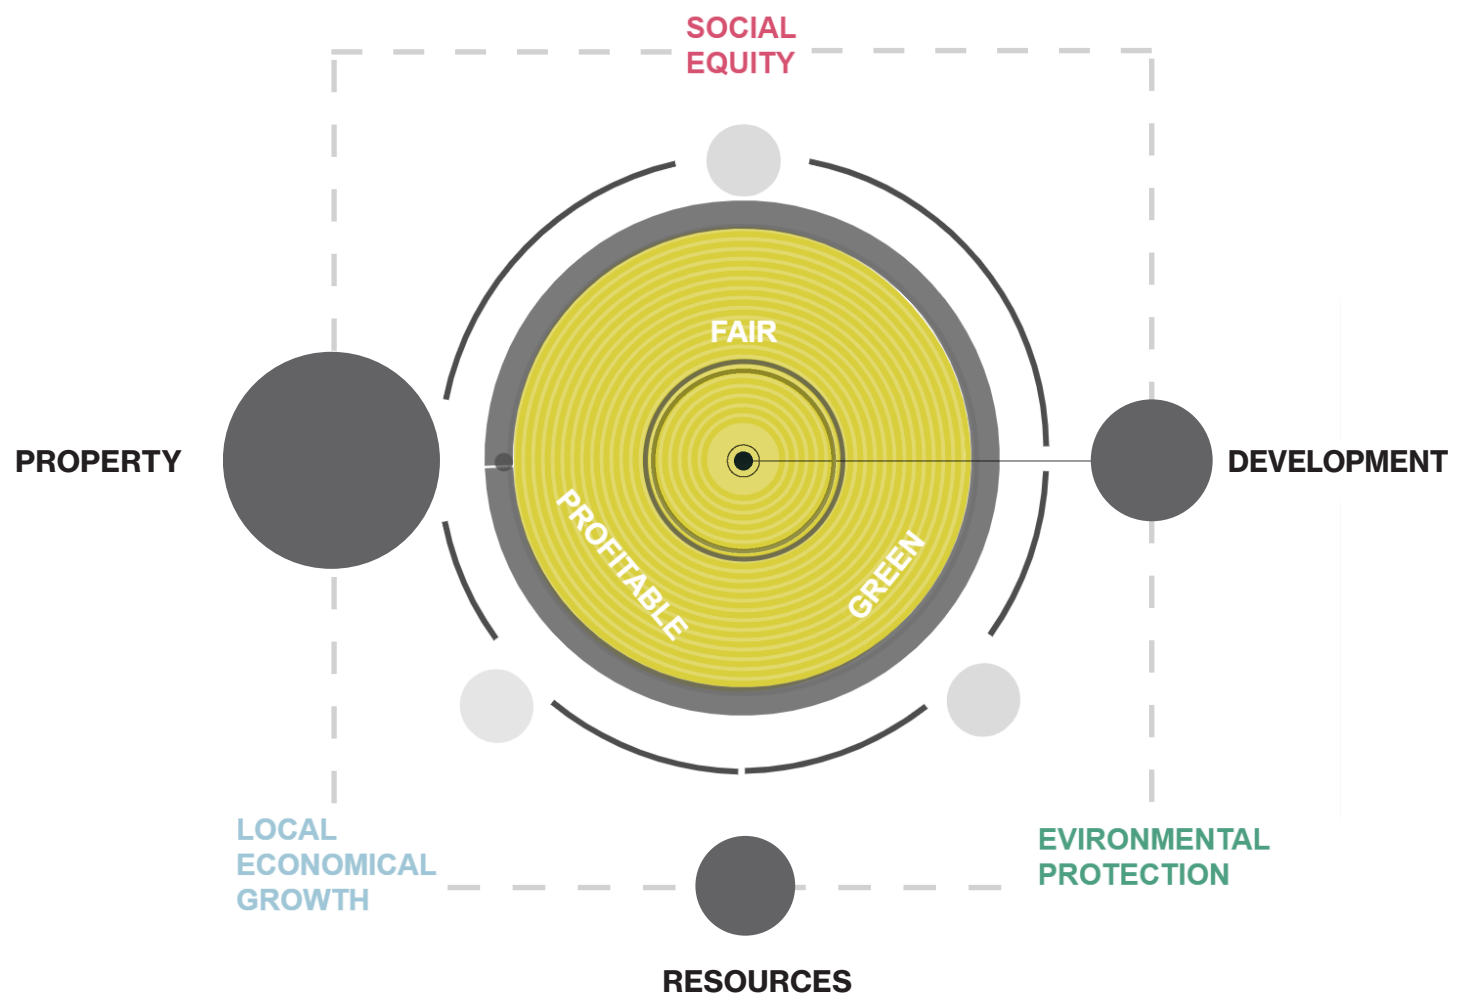 SOCIAL
EQUITY
FAIR
PROPERTY
DEVELOPMENT
PROFITABLE
GREEN
LOCAL
ECONOMICAL
GROWTH
EVIRONMENTAL
PROTECTION
RESOURCES